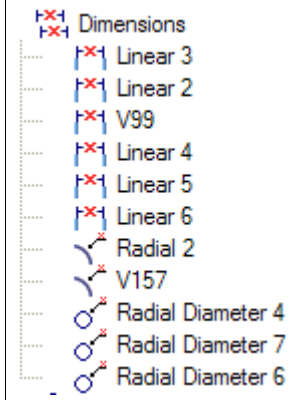 Dimensions
Linear 3
Linear 2
V99
Linear 4
Linear 5
Linear 6
Radial 2
V157
Radial Diameter 4
Radial Diameter 7
Radial Diameter 6